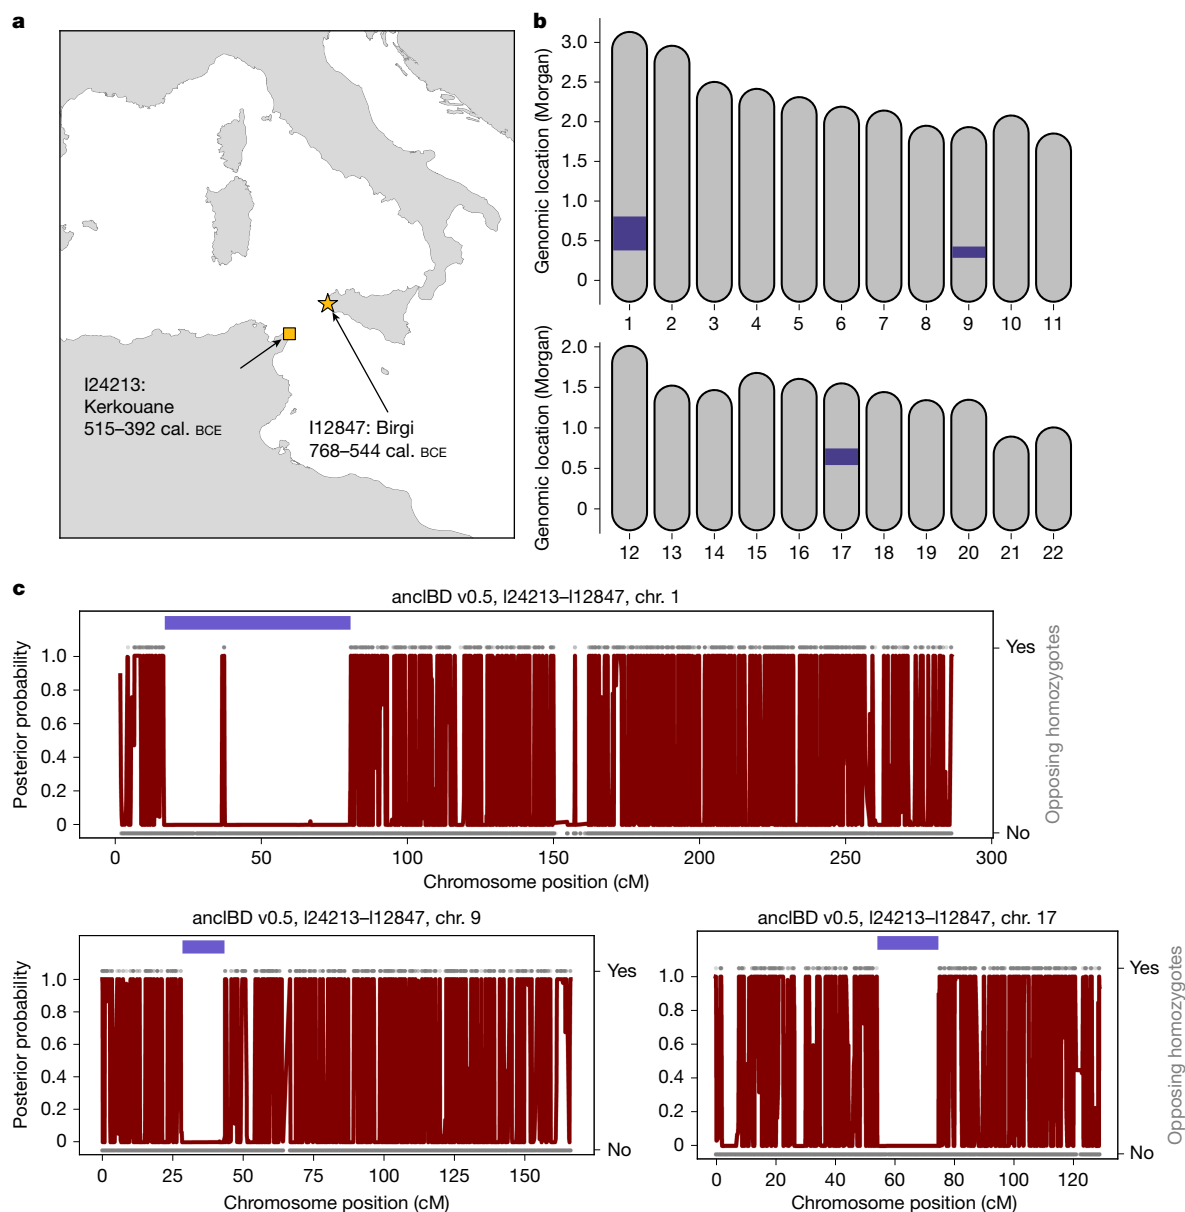 a
I24213:
Kerkouane
515–392 cal. BCE
I12847: Birgi
768–544 cal. BCE
b
Genomic location (Morgan)
3.0
2.5
2.0
1.5
1.0
0.5
0
1 2 3 4 5 6 7 8 9 10 11
Genomic location (Morgan)
2.0
1.5
1.0
0.5
0
12 13 14 15 16 17 18 19 20 21 22
c
ancIBD v0.5, I24213–I12847, chr. 1
Posterior probability
1.0
0.8
0.6
0.4
0.2
0
Yes
No
Opposing homozygotes
0 50 100 150 200 250 300
Chromosome position (cM)
ancIBD v0.5, I24213–I12847, chr. 9
Posterior probability
1.0
0.8
0.6
0.4
0.2
0
Yes
No
0 25 50 75 100 125 150
Chromosome position (cM)
ancIBD v0.5, I24213–I12847, chr. 17
1.0
0.8
0.6
0.4
0.2
0
Yes
No
Opposing homozygotes
0 20 40 60 80 100 120
Chromosome position (cM)